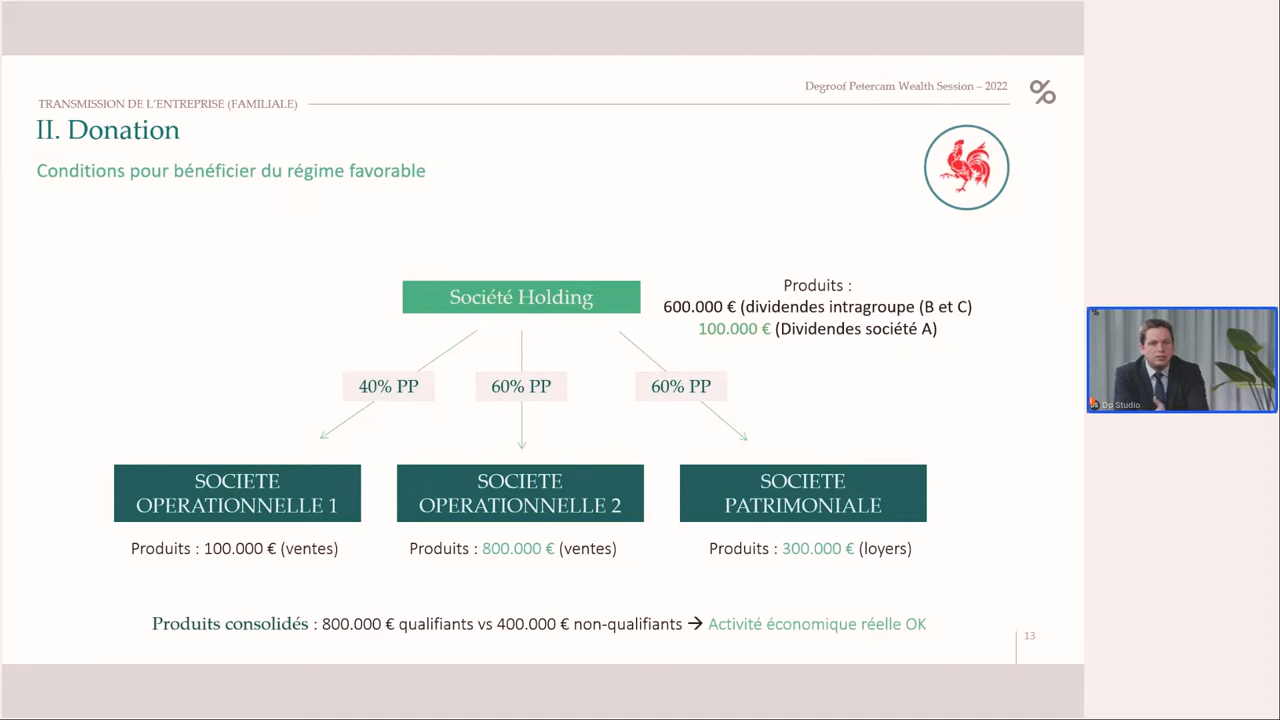 Degroof Petercam Wealth Session – 2022
TRANSMISSION DE L'ENTREPRISE (FAMILIALE)
II. Donation
Conditions pour bénéficier du régime favorable
Société Holding
Produits :
600.000 € (dividendes intragroupe (B et C)
100.000 € (Dividendes société A)
40% PP
60% PP
60% PP
SOCIETE
OPERATIONNELLE 1
SOCIETE
OPERATIONNELLE 2
SOCIETE
PATRIMONIALE
Produits : 100.000 € (ventes)
Produits : 800.000 € (ventes)
Produits : 300.000 € (loyers)
Produits consolidés : 800.000 € qualifiants vs 400.000 € non-qualifiants → Activité économique réelle OK
13
Dp Studio